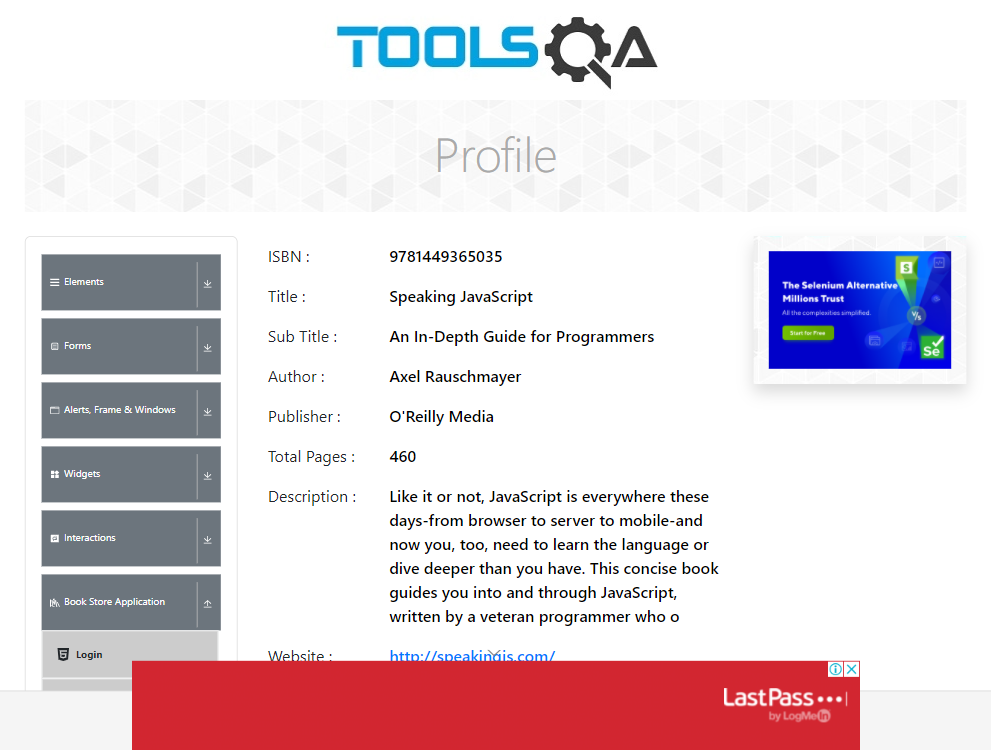 TOOLSQA
Profile
Elements
Forms
Alerts, Frame & Windows
Widgets
Interactions
Book Store Application
Login
ISBN : 9781449365035
Title : Speaking JavaScript
Sub Title : An In-Depth Guide for Programmers
Author : Axel Rauschmayer
Publisher : O'Reilly Media
Total Pages : 460
Description : Like it or not, JavaScript is everywhere these
days-from browser to server to mobile-and
now you, too, need to learn the language or
dive deeper than you have. This concise book
guides you into and through JavaScript,
written by a veteran programmer who o
Website : http://speakingjs.com/
The Selenium Alternative
Millions Trust
All the complexities simplified.
Start for Free
S
V/S
Se
LastPass
by LogMeIn